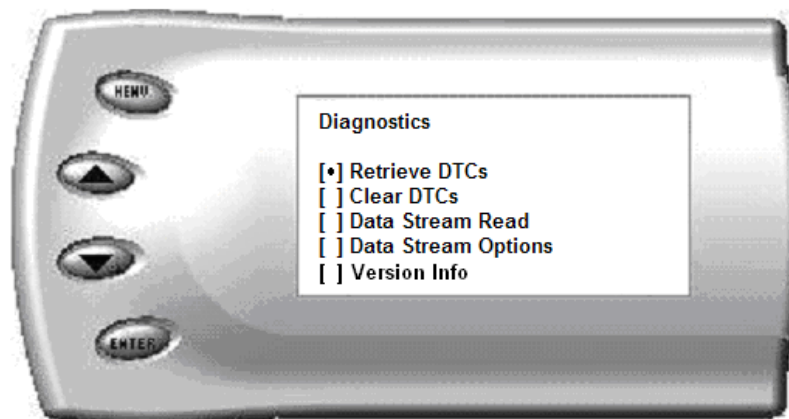 MENU
Diagnostics
[•] Retrieve DTCs
[ ] Clear DTCs
[ ] Data Stream Read
[ ] Data Stream Options
[ ] Version Info
ENTER